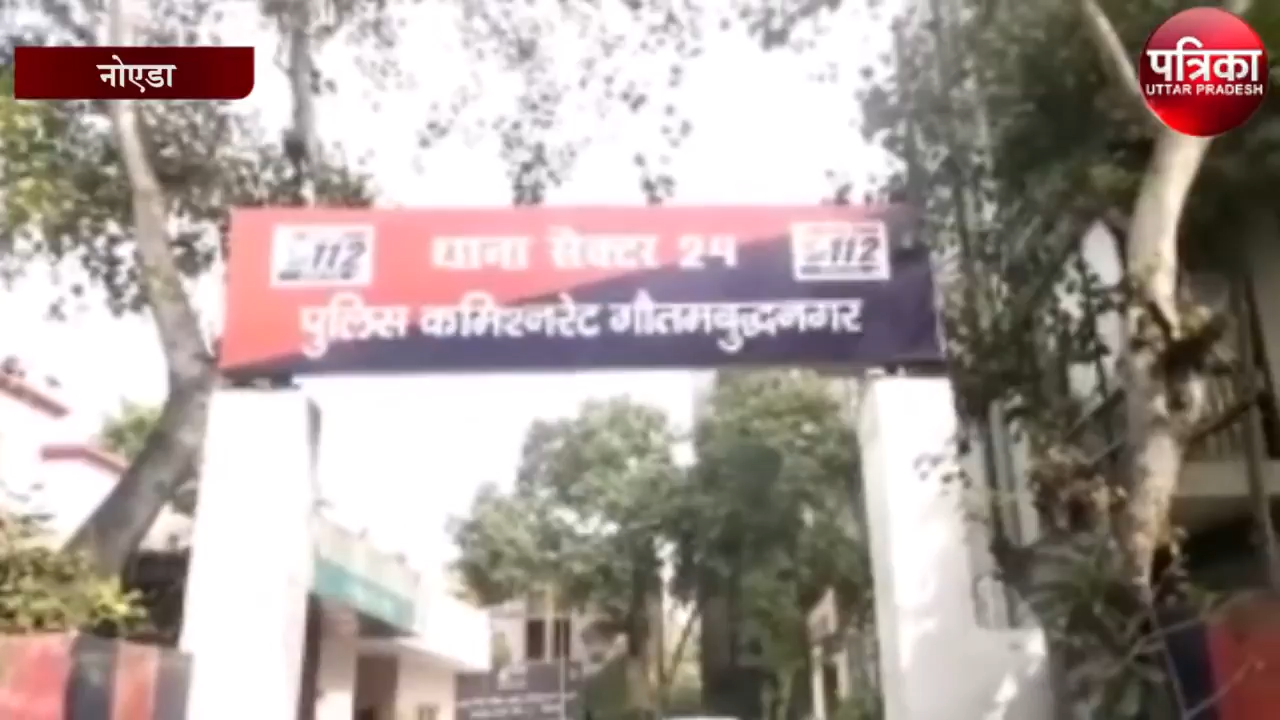 नोएडा
पत्रिका
UTTAR PRADESH
112 थाना सैक्टर 24 112
पुलिस कमिश्नरेट गौतमबुद्धनगर